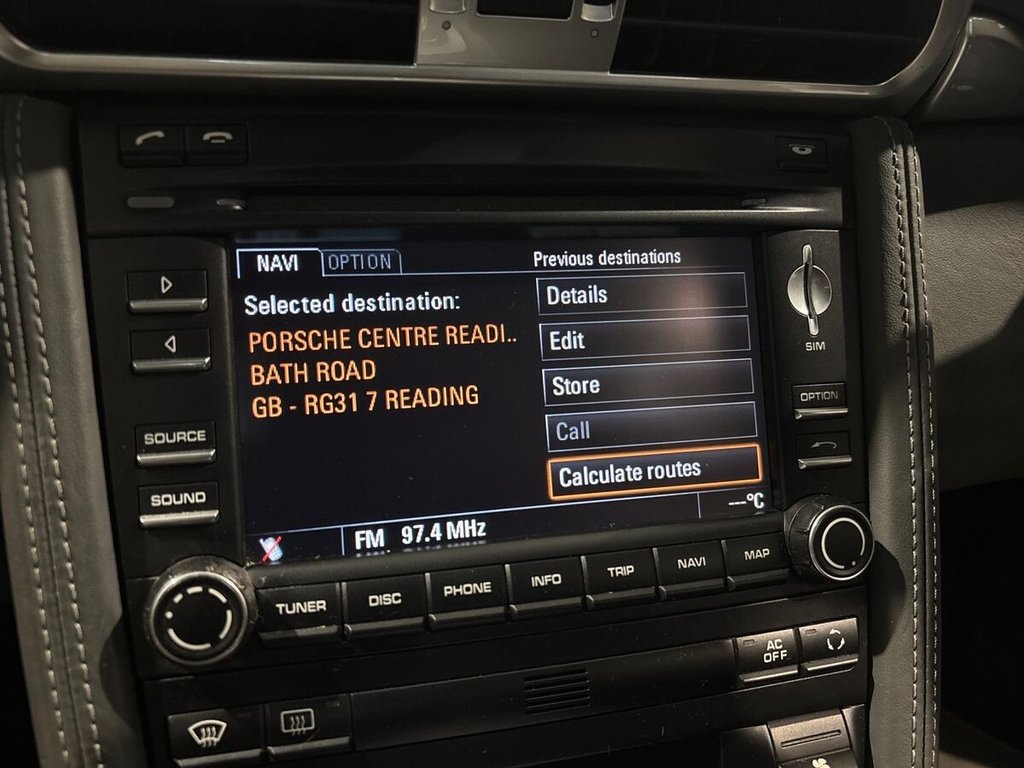 NAVI OPTION Previous destinations
Selected destination:
PORSCHE CENTRE READI..
BATH ROAD
GB - RG31 7 READING
Details
Edit
Store
Call
Calculate routes
FM 97.4 MHz
---°C
SOURCE
SOUND
SIM
OPTION
TUNER DISC PHONE INFO TRIP NAVI MAP
AC
OFF